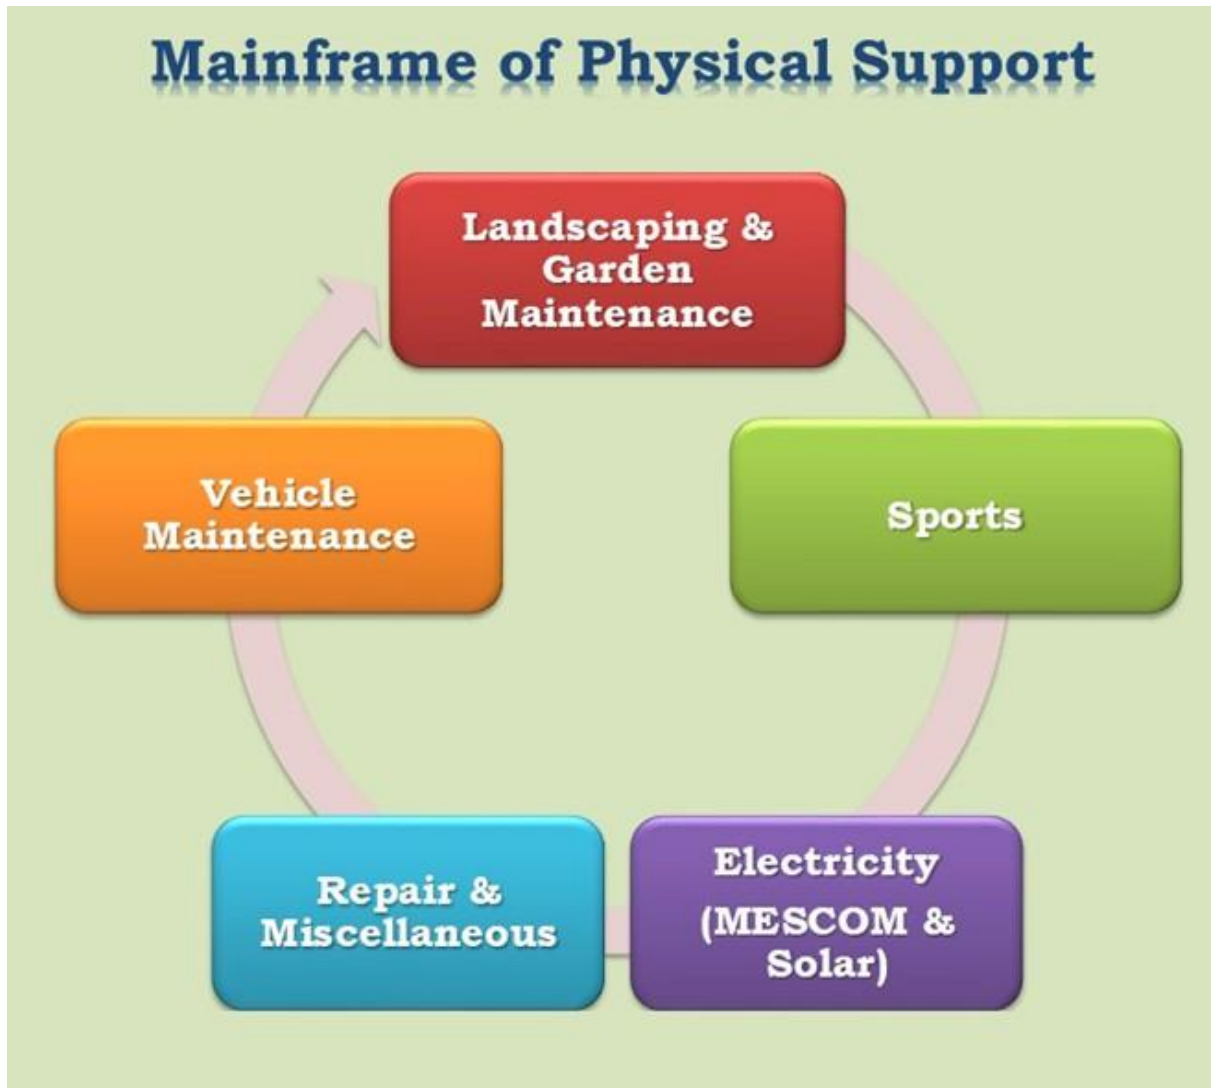 Mainframe of Physical Support
Landscaping &
Garden
Maintenance
Sports
Electricity
(MESCOM &
Solar)
Repair &
Miscellaneous
Vehicle
Maintenance